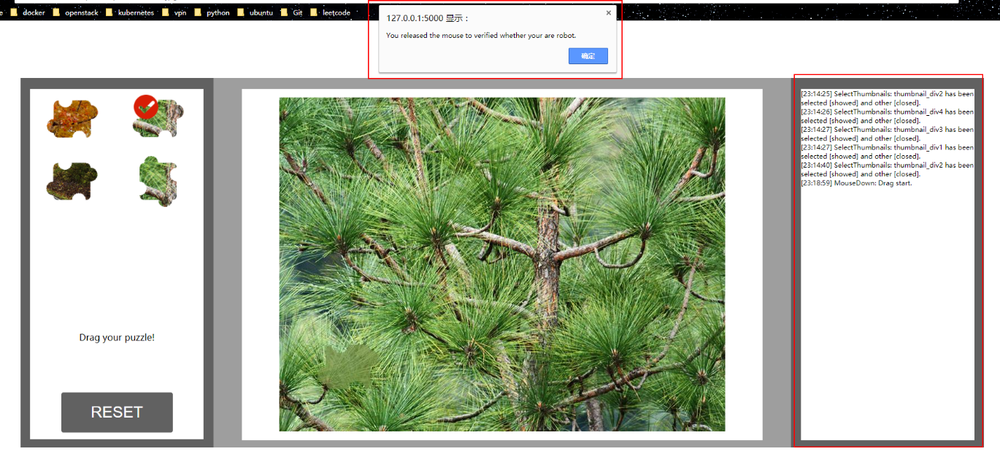 docker openstack kubernetes vpn python ubuntu Git leetcode
127.0.0.1:5000 显示：
×
You released the mouse to verified whether your are robot.
确定
Drag your puzzle!
RESET
[23:14:25] SelectThumbnails: thumbnail_div2 has been
selected [showed] and other [closed].
[23:14:26] SelectThumbnails: thumbnail_div4 has been
selected [showed] and other [closed].
[23:14:27] SelectThumbnails: thumbnail_div3 has been
selected [showed] and other [closed].
[23:14:27] SelectThumbnails: thumbnail_div1 has been
selected [showed] and other [closed].
[23:14:40] SelectThumbnails: thumbnail_div2 has been
selected [showed] and other [closed].
[23:18:59] MouseDown: Drag start.